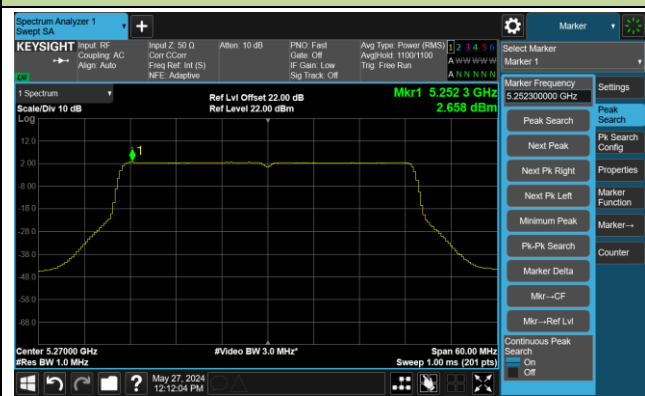 Spectrum Analyzer 1
Swept SA
+
Marker
KEYSIGHT
Input: RF
Coupling: AC
Align: Auto
Input Z: 50 Ω
Corr CCorr
Freq Ref: Int (S)
NFE: Adaptive
Atten: 10 dB
PNO: Fast
Gate: Off
IF Gain: Low
Sig Track: Off
Avg Type: Power (RMS)
Avg|Hold: 1100/1100
Trig: Free Run
1 2 3 4 5 6
A W W W W W
A N N N N N
LXI
Select Marker
Marker 1
1 Spectrum
Scale/Div 10 dB
Log
Ref Lvl Offset 22.00 dB
Ref Level 22.00 dBm
Mkr1 5.252 3 GHz
2.658 dBm
12.0
2.00
-8.00
-18.0
-28.0
-38.0
-48.0
-58.0
-68.0
1
Center 5.27000 GHz
#Res BW 1.0 MHz
#Video BW 3.0 MHz*
Span 60.00 MHz
Sweep 1.00 ms (201 pts)
Marker Frequency
5.252300000 GHz
Peak Search
Next Peak
Next Pk Right
Next Pk Left
Minimum Peak
Pk-Pk Search
Marker Delta
Mkr→CF
Mkr→Ref Lvl
Continuous Peak
Search
On
Off
Settings
Peak
Search
Pk Search
Config
Properties
Marker
Function
Marker→
Counter
?
May 27, 2024
12:12:04 PM